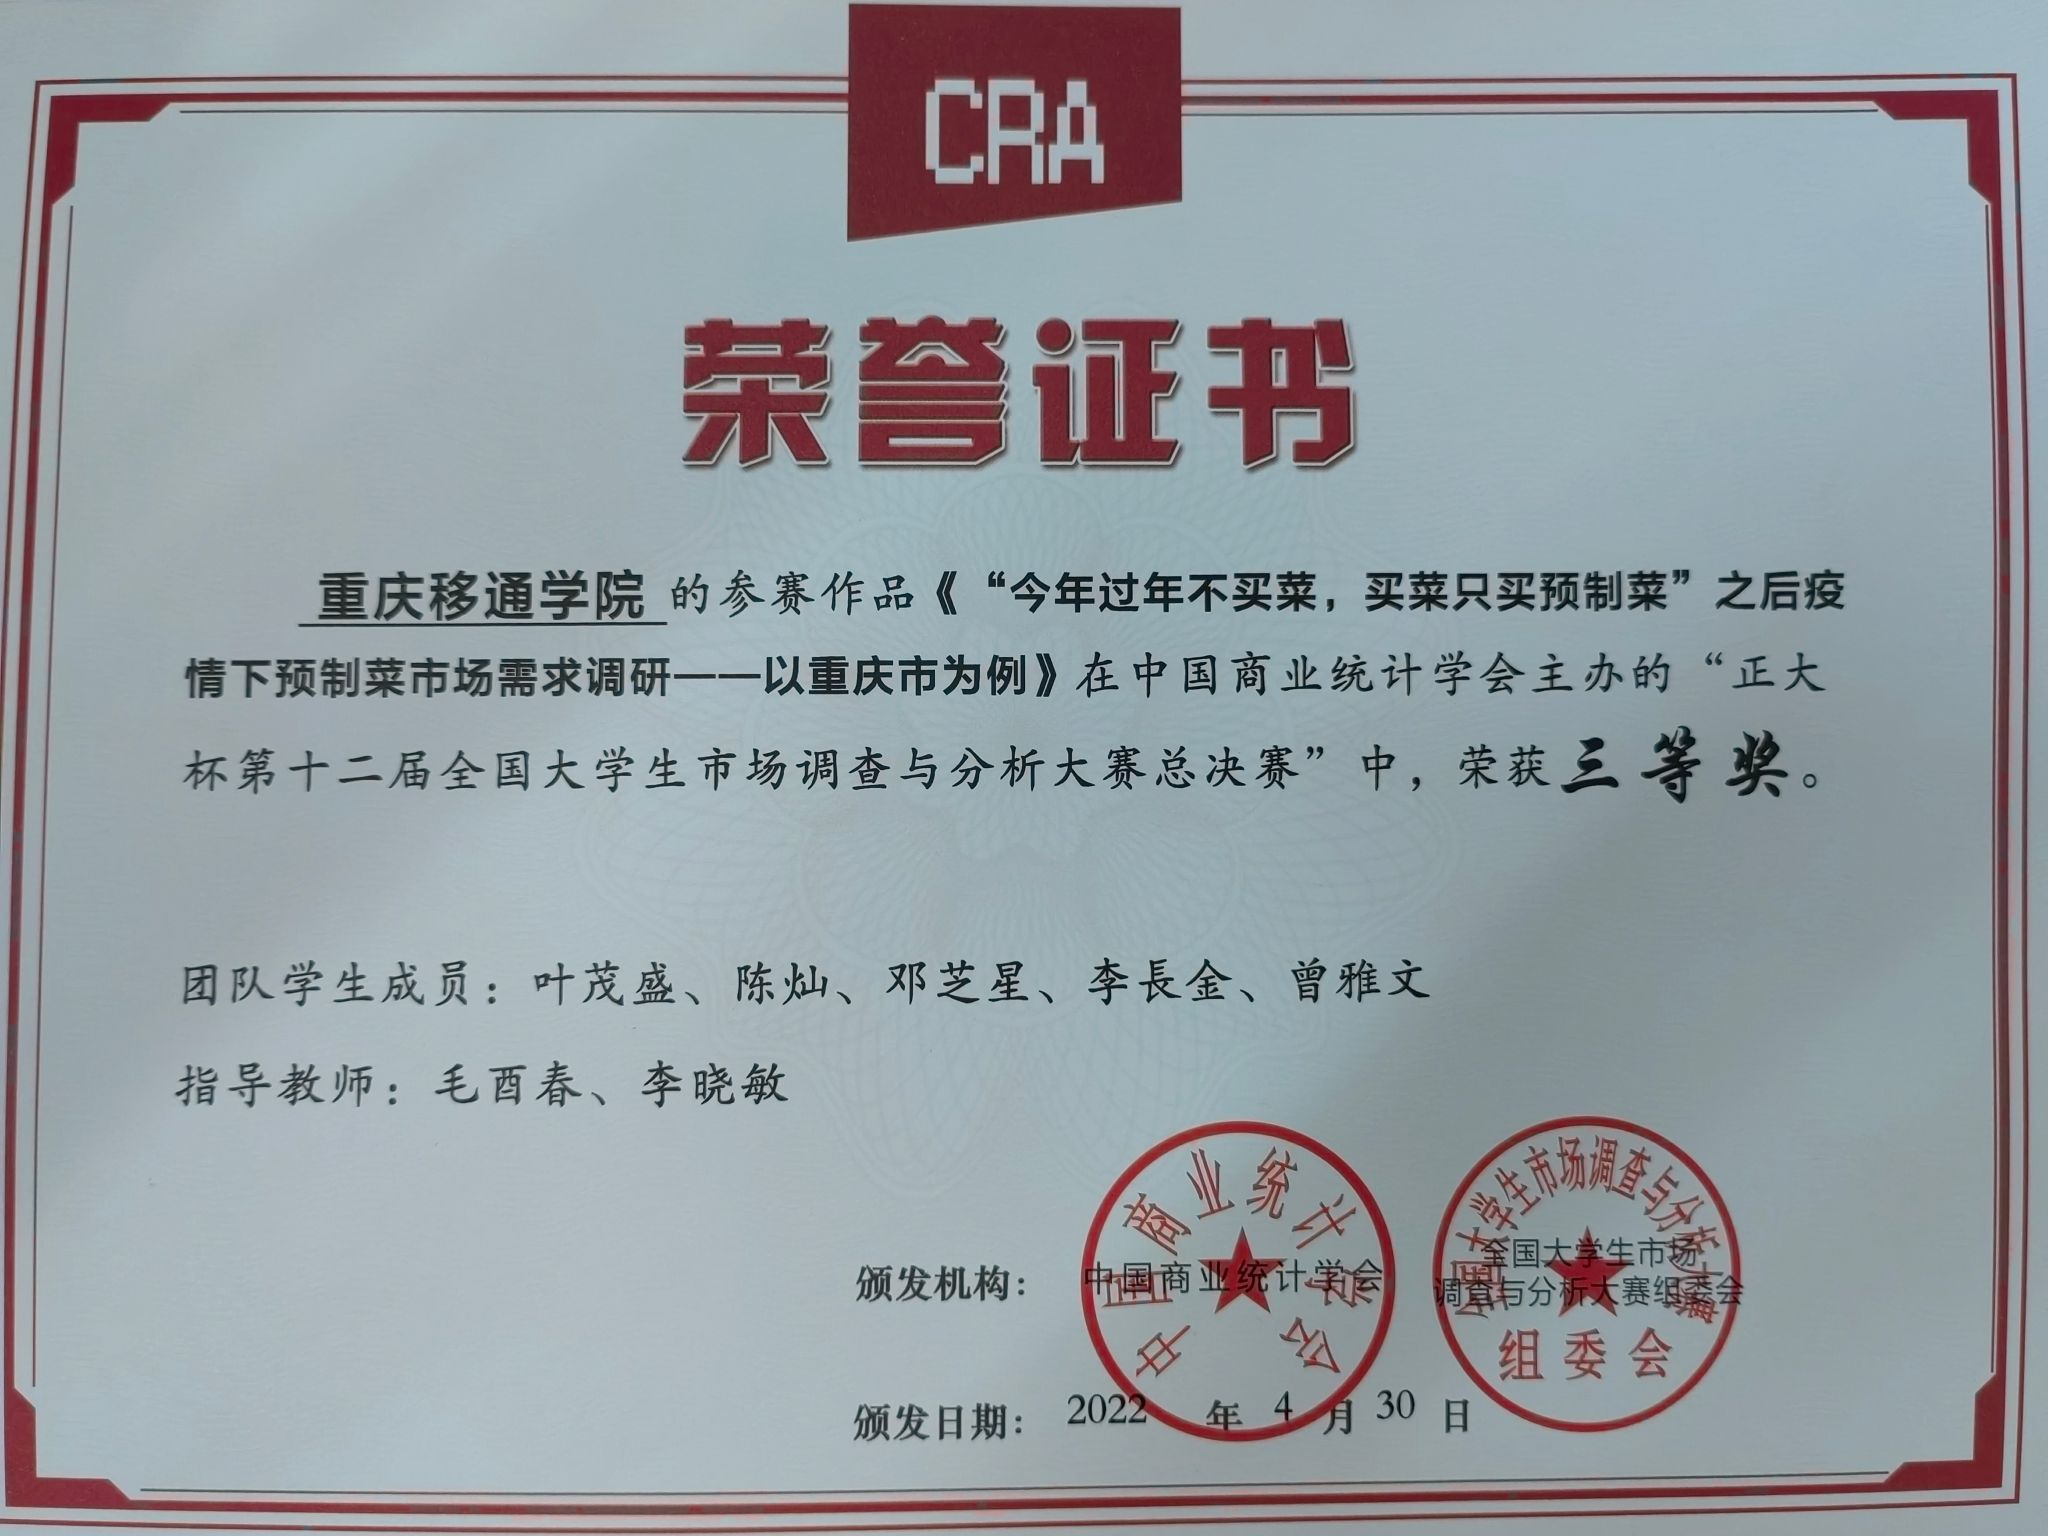 CRA
荣誉证书
重庆移通学院的参赛作品《“今年过年不买菜，买菜只买预制菜”之后疫
情下预制菜市场需求调研——以重庆市为例》在中国商业统计学会主办的“正大
杯第十二届全国大学生市场调查与分析大赛总决赛”中，荣获三等奖。
团队学生成员：叶茂盛、陈灿、邓芝星、李長金、曾雅文
指导教师：毛酉春、李晓敏
中国商业统计学会
全国大学生市场调查与分析大赛
全国大学生市场
颁发机构：中国商业统计学会
调查与分析大赛组委会
组委会
颁发日期：2022年4月30日